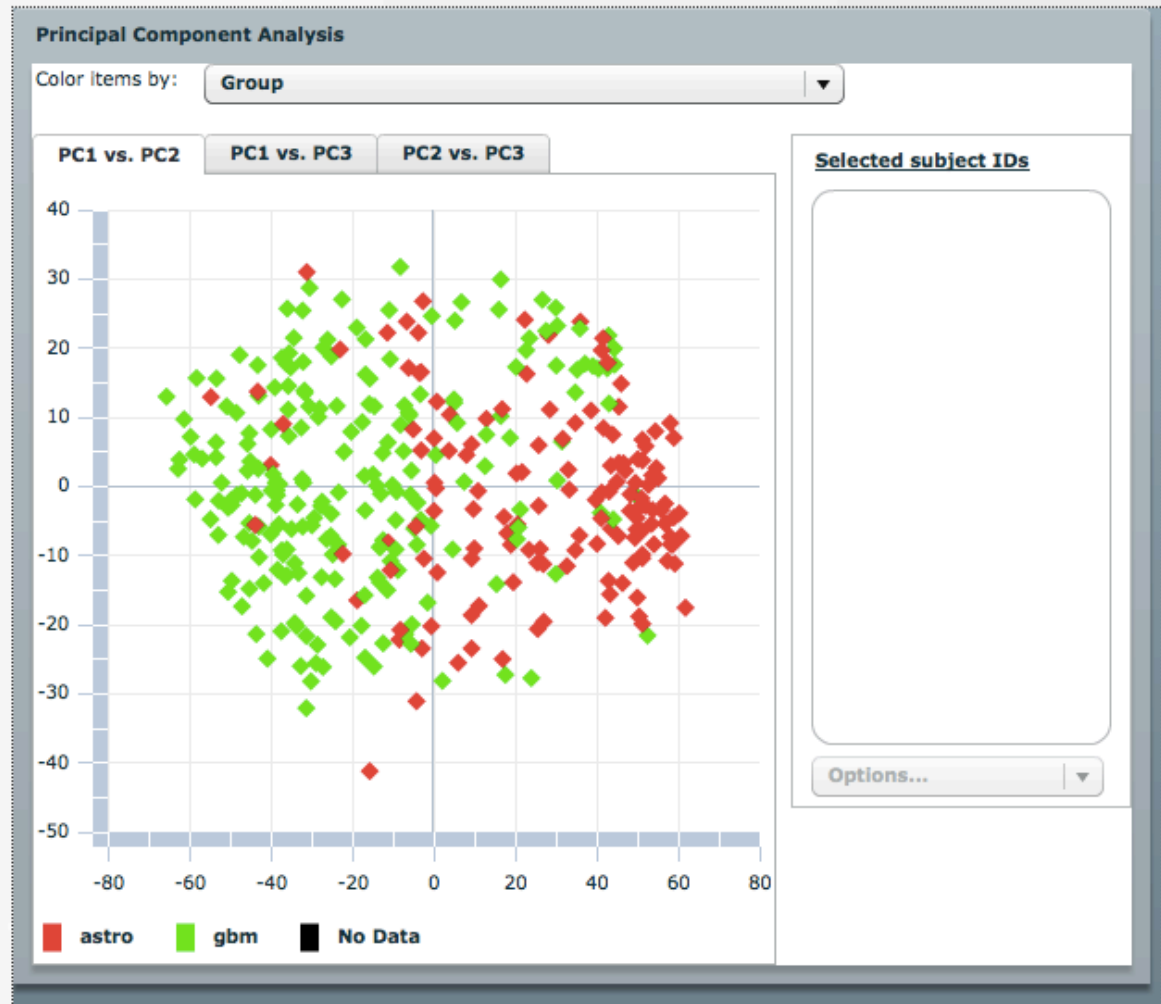 Principal Component Analysis
Color items by: Group
PC1 vs. PC2 PC1 vs. PC3 PC2 vs. PC3
Selected subject IDs
40
30
20
10
0
-10
-20
-30
-40
-50
-80 -60 -40 -20 0 20 40 60 80
Options...
astro gbm No Data